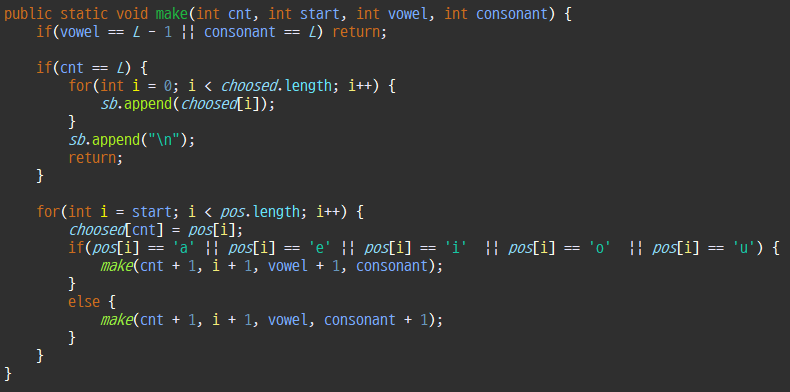 public static void make(int cnt, int start, int vowel, int consonant) {
    if(vowel == L - 1 || consonant == L) return;

    if(cnt == L) {
        for(int i = 0; i < choosed.length; i++) {
            sb.append(choosed[i]);
        }
        sb.append("\n");
        return;
    }

    for(int i = start; i < pos.length; i++) {
        choosed[cnt] = pos[i];
        if(pos[i] == 'a' || pos[i] == 'e' || pos[i] == 'i'  || pos[i] == 'o'  || pos[i] == 'u') {
            make(cnt + 1, i + 1, vowel + 1, consonant);
        }
        else {
            make(cnt + 1, i + 1, vowel, consonant + 1);
        }
    }
}